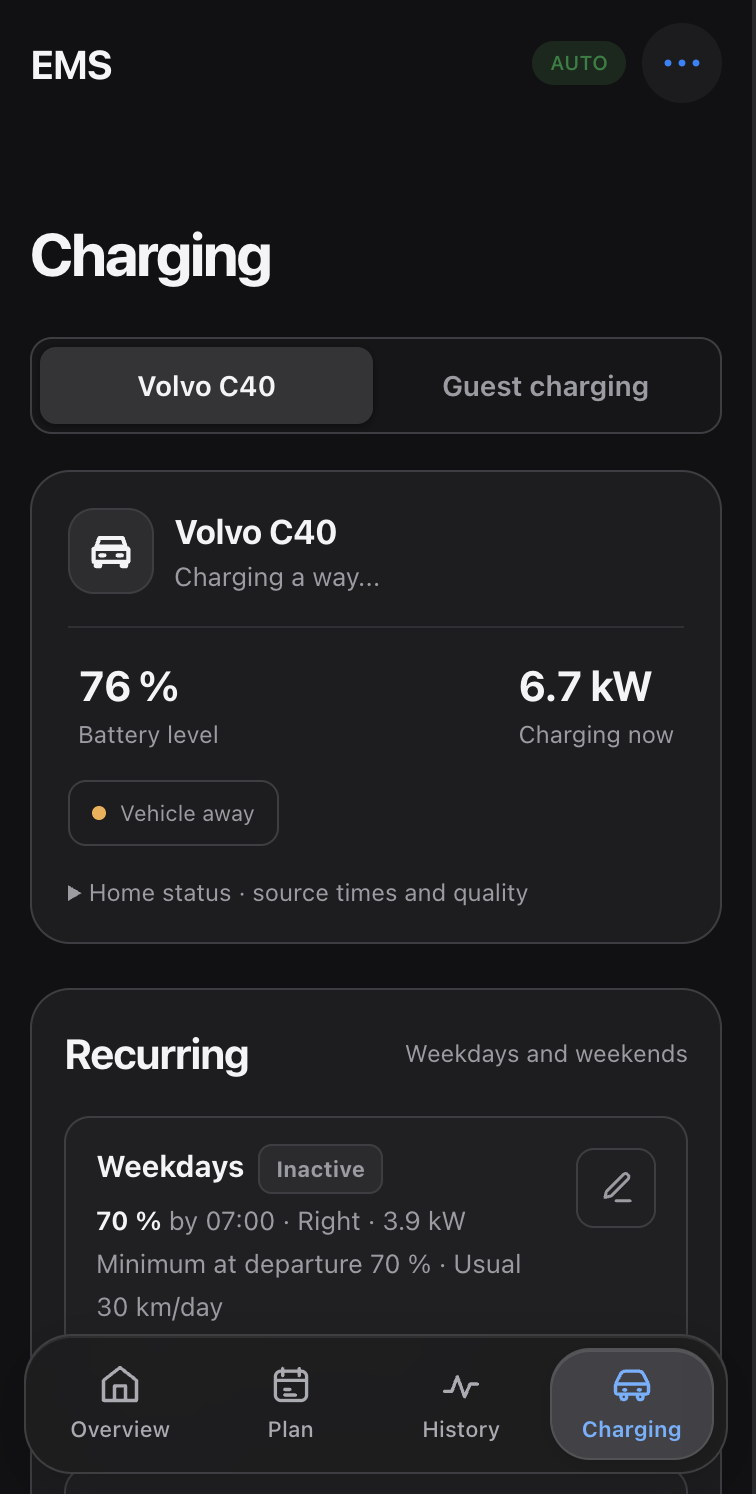 EMS
AUTO
Charging
Volvo C40
Guest charging
Volvo C40
Charging a way...
76 %
6.7 kW
Battery level
Charging now
Vehicle away
Home status · source times and quality
Recurring
Weekdays and weekends
Weekdays
Inactive
70 % by 07:00 · Right · 3.9 kW
Minimum at departure 70 % · Usual
30 km/day
Overview
Plan
History
Charging